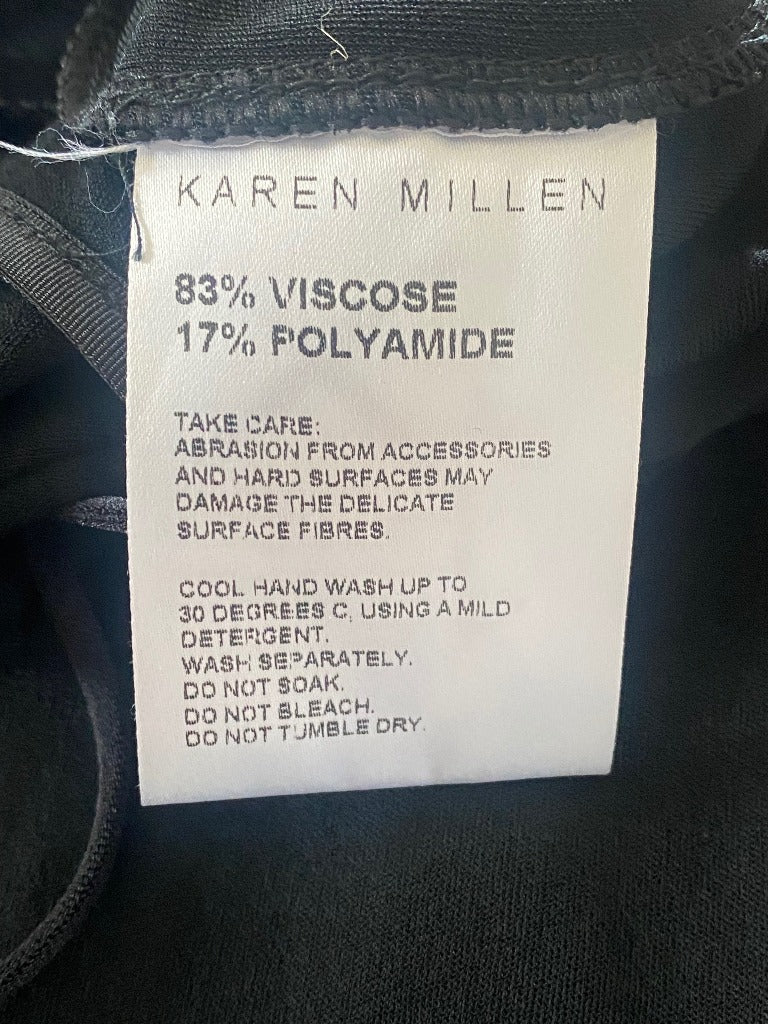 KAREN MILLEN
83% VISCOSE
17% POLYAMIDE
TAKE CARE:
ABRASION FROM ACCESSORIES
AND HARD SURFACES MAY
DAMAGE THE DELICATE
SURFACE FIBRES.
COOL HAND WASH UP TO
30 DEGREES C, USING A MILD
DETERGENT.
WASH SEPARATELY.
DO NOT SOAK.
DO NOT BLEACH.
DO NOT TUMBLE DRY.